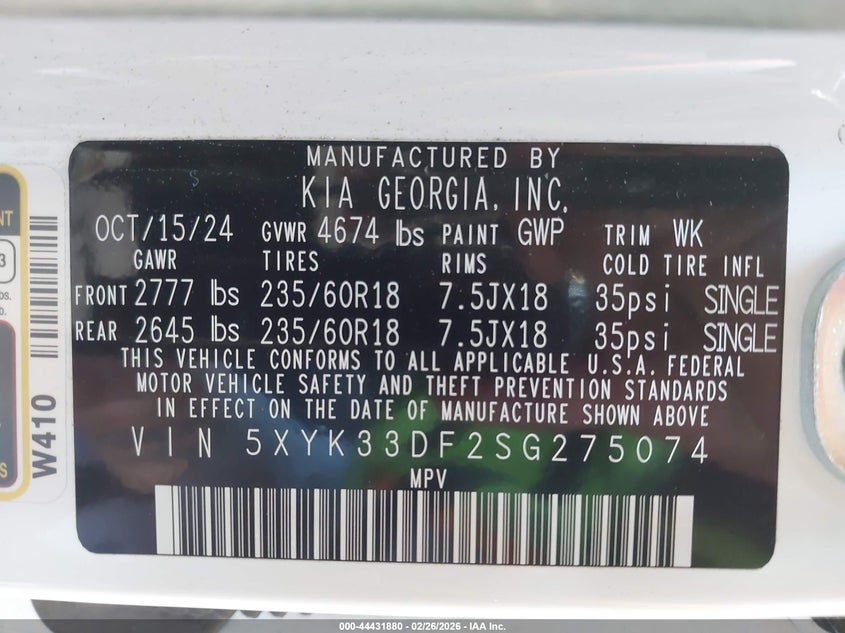 MANUFACTURED BY
KIA GEORGIA, INC.
OCT/15/24 GVWR 4674 lbs PAINT GWP TRIM WK
GAWR TIRES RIMS COLD TIRE INFL
FRONT 2777 lbs 235/60R18 7.5JX18 35psi SINGLE
REAR 2645 lbs 235/60R18 7.5JX18 35psi SINGLE
THIS VEHICLE CONFORMS TO ALL APPLICABLE U.S.A. FEDERAL
MOTOR VEHICLE SAFETY AND THEFT PREVENTION STANDARDS
IN EFFECT ON THE DATE OF MANUFACTURE SHOWN ABOVE
VIN 5XYK33DF2SG275074
MPV
W410
NT
3
bs.
D.
S
000-44431880 - 02/26/2026 - IAA Inc.